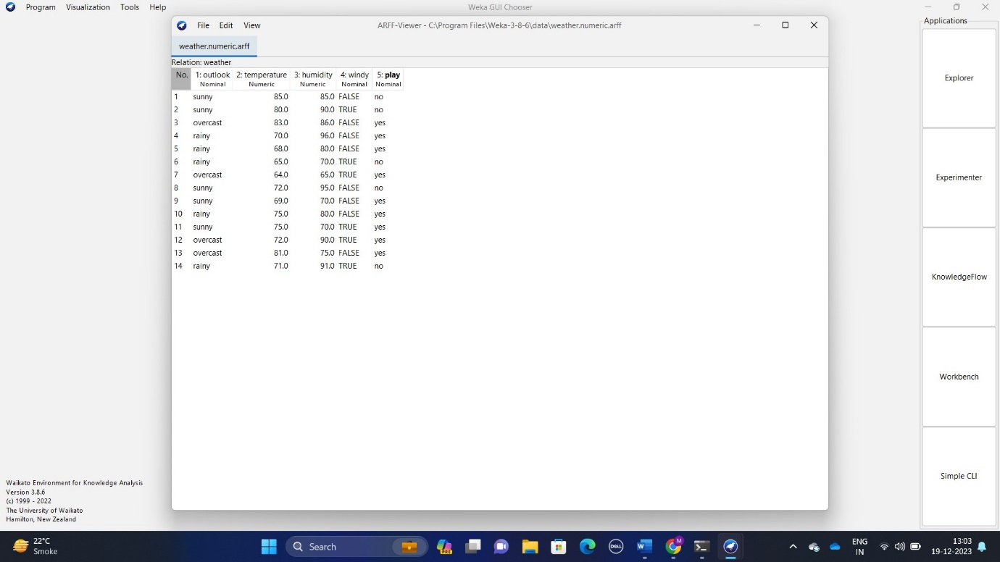 Program Visualization Tools Help Weka GUI Chooser
File Edit View ARFF-Viewer - C:\Program Files\Weka-3-8-6\data\weather.numeric.arff
weather.numeric.arff
Relation: weather
No. 1: outlook 2: temperature 3: humidity 4: windy 5: play
Nominal Numeric Numeric Nominal Nominal
1 sunny 85.0 85.0 FALSE no
2 sunny 80.0 90.0 TRUE no
3 overcast 83.0 86.0 FALSE yes
4 rainy 70.0 96.0 FALSE yes
5 rainy 68.0 80.0 FALSE yes
6 rainy 65.0 70.0 TRUE no
7 overcast 64.0 65.0 TRUE yes
8 sunny 72.0 95.0 FALSE no
9 sunny 69.0 70.0 FALSE yes
10 rainy 75.0 80.0 FALSE yes
11 sunny 75.0 70.0 TRUE yes
12 overcast 72.0 90.0 TRUE yes
13 overcast 81.0 75.0 FALSE yes
14 rainy 71.0 91.0 TRUE no
Applications
Explorer
Experimenter
KnowledgeFlow
Workbench
Simple CLI
Waikato Environment for Knowledge Analysis
Version 3.8.6
(c) 1999 - 2022
The University of Waikato
Hamilton, New Zealand
22°C
Smoke
Search
PRE
DELL
W
M
ENG
IN
13:03
19-12-2023